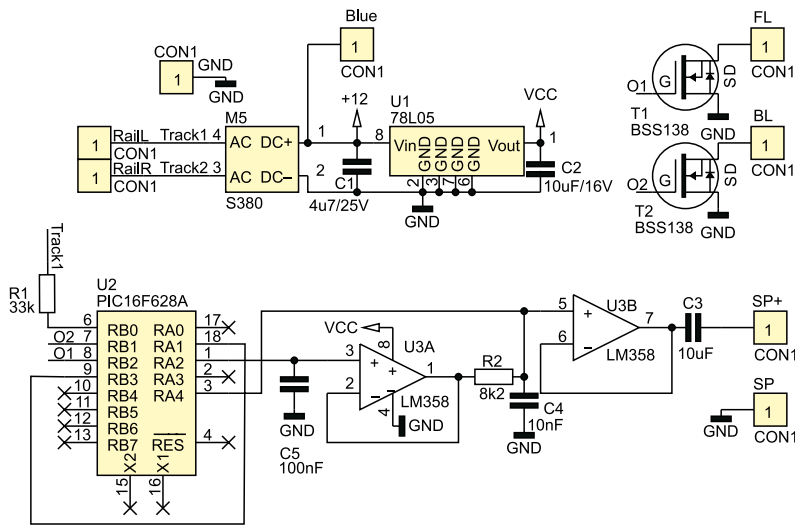 Blue
1
CON1
CON1
1
GND
GND
FL
1
CON1
O1
G
SD
T1
BSS138
GND
M5
+12
U1
78L05
VCC
1 RailL Track1 4 AC DC+ 1
CON1
1 RailR Track2 3 AC DC− 2
CON1
S380
8 Vin Vout 1
GND GND GND GND
2 3 7 6
C1
4u7/25V
GND
C2
10uF/16V
BL
1
CON1
O2
G
SD
T2
BSS138
GND
Track1
R1
33k
U2
PIC16F628A
6 RB0 RA0 17
O2 7 RB1 RA1 18
O1 8 RB2 RA2 1
9 RB3 RA3 2
10 RB4 RA4 3
11 RB5
12 RB6
13 RB7 RES 4
X2 X1
15 16
GND
C5
100nF
VCC
8
U3A
3
2
1
LM358
4
GND
R2
8k2
C4
10nF
GND
5
6
U3B
7
LM358
C3
10uF
SP+
1
CON1
SP
1
GND
CON1